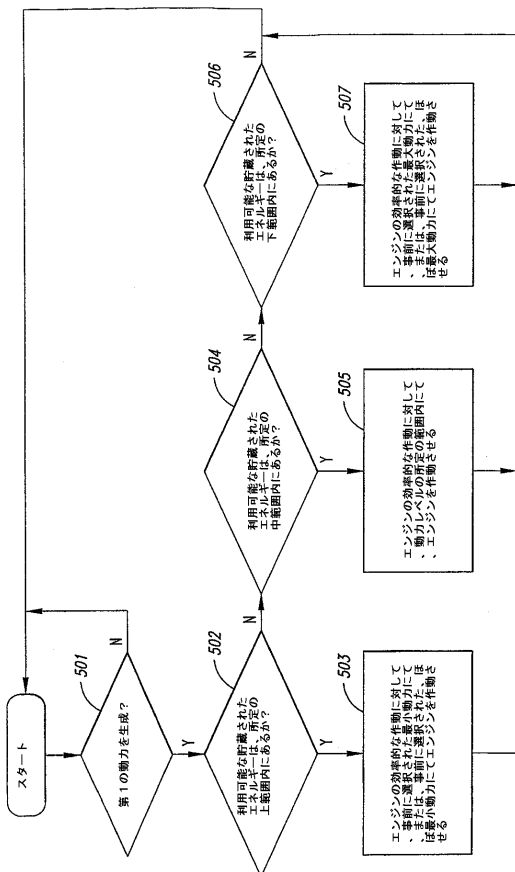 スタート
501
第１の動力を生成？
N
Y
502
利用可能な貯蔵された
エネルギーは、所定の
上範囲内にあるか？
N
Y
503
エンジンの効率的な作動に対して
、事前に選択された最小動力にて
、または、事前に選択された、ほ
ぼ最小動力にてエンジンを作動さ
せる
504
利用可能な貯蔵された
エネルギーは、所定の
中範囲内にあるか？
N
Y
505
エンジンの効率的な作動に対して
、動力レベルの所定の範囲内にて
、エンジンを作動させる
506
利用可能な貯蔵された
エネルギーは、所定の
下範囲内にあるか？
N
Y
507
エンジンの効率的な作動に対して
、事前に選択された最大動力にて
、または、事前に選択された、ほ
ぼ最大動力にてエンジンを作動さ
せる